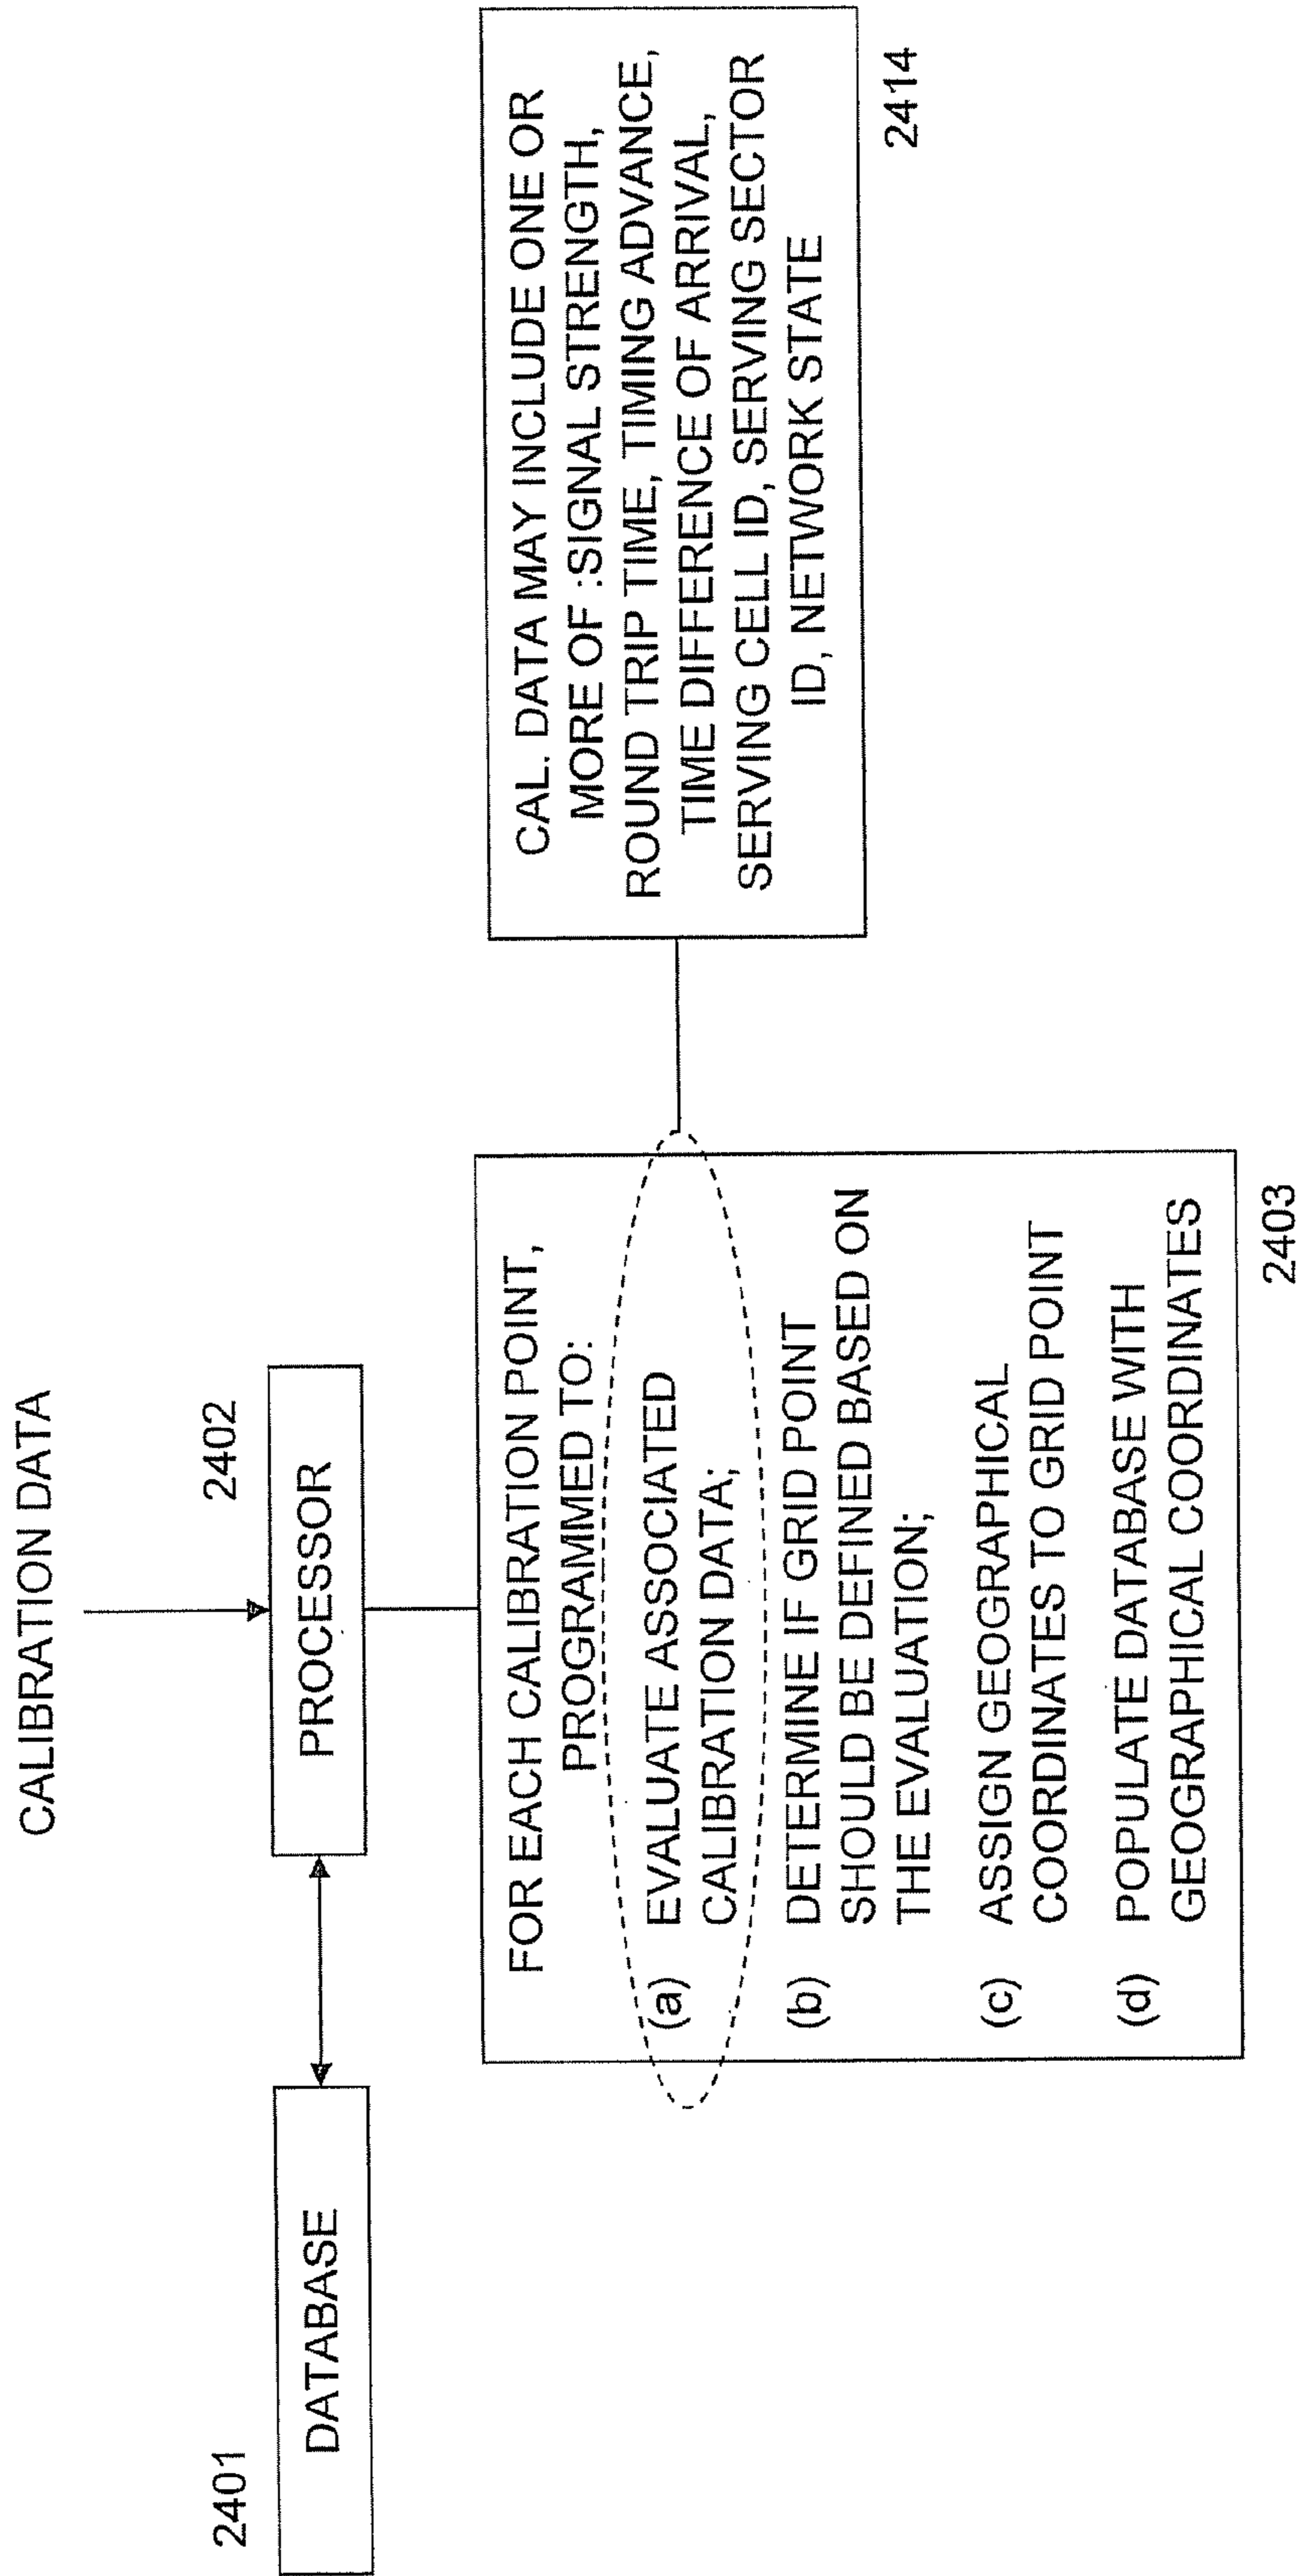 CALIBRATION DATA
2401
2402
DATABASE
PROCESSOR
FOR EACH CALIBRATION POINT,
PROGRAMMED TO:
(a) EVALUATE ASSOCIATED
CALIBRATION DATA;
(b) DETERMINE IF GRID POINT
SHOULD BE DEFINED BASED ON
THE EVALUATION;
(c) ASSIGN GEOGRAPHICAL
COORDINATES TO GRID POINT
(d) POPULATE DATABASE WITH
GEOGRAPHICAL COORDINATES
2403
CAL. DATA MAY INCLUDE ONE OR
MORE OF :SIGNAL STRENGTH,
ROUND TRIP TIME, TIMING ADVANCE,
TIME DIFFERENCE OF ARRIVAL,
SERVING CELL ID, SERVING SECTOR
ID, NETWORK STATE
2414